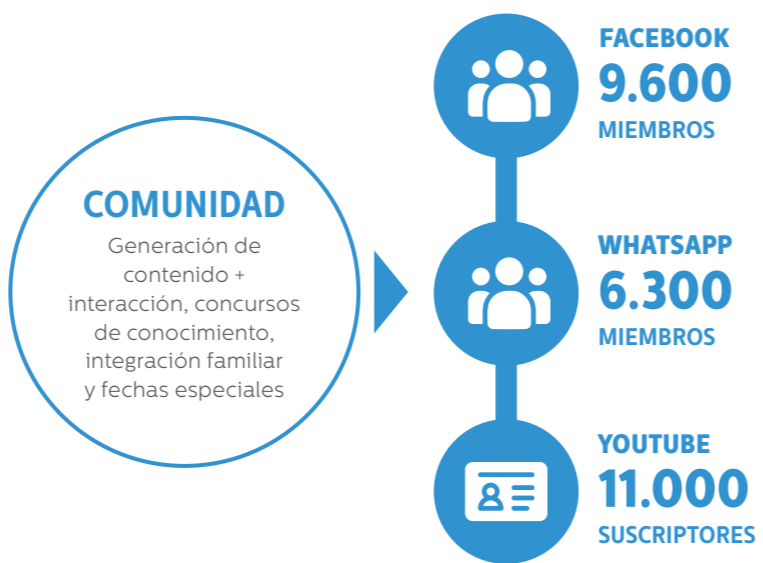 COMUNIDAD
Generación de
contenido +
interacción, concursos
de conocimiento,
integración familiar
y fechas especiales
FACEBOOK
9.600
MIEMBROS
WHATSAPP
6.300
MIEMBROS
YOUTUBE
11.000
SUSCRIPTORES